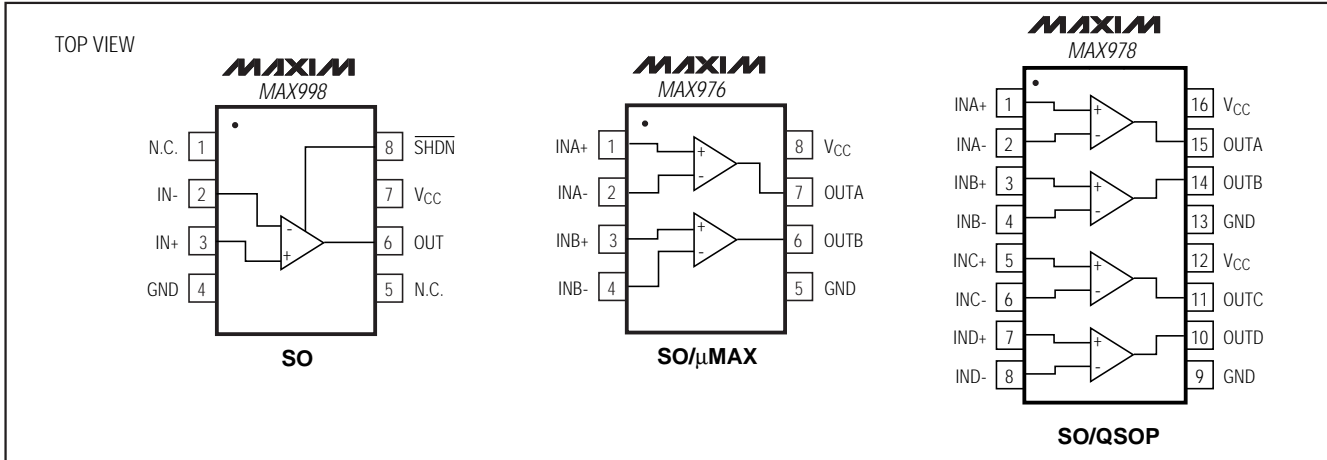 TOP VIEW
MAXIM
MAX998
N.C. 1
IN- 2
IN+ 3
GND 4
8 S̅H̅D̅N̅
7 VCC
6 OUT
5 N.C.
- +
SO
MAXIM
MAX976
INA+ 1
INA- 2
INB+ 3
INB- 4
8 VCC
7 OUTA
6 OUTB
5 GND
+ -
+ -
SO/μMAX
MAXIM
MAX978
INA+ 1
INA- 2
INB+ 3
INB- 4
INC+ 5
INC- 6
IND+ 7
IND- 8
16 VCC
15 OUTA
14 OUTB
13 GND
12 VCC
11 OUTC
10 OUTD
9 GND
+ -
+ -
+ -
+ -
SO/QSOP